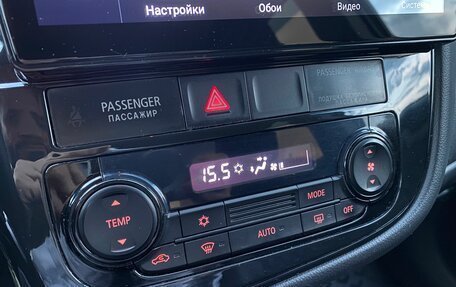 Настройки Обои Видео
PASSENGER
ПАССАЖИР
PASSENGER
15.5
TEMP
MODE
AUTO
OFF